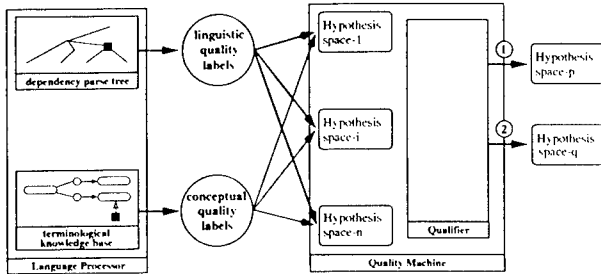 dependency parse tree
terminological
knowledge base
Language Processor
linguistic
quality
labels
conceptual
quality
labels
Hypothesis
space-1
Hypothesis
space-i
Hypothesis
space-n
Qualifier
Quality Machine
1
Hypothesis
space-p
2
Hypothesis
space-q